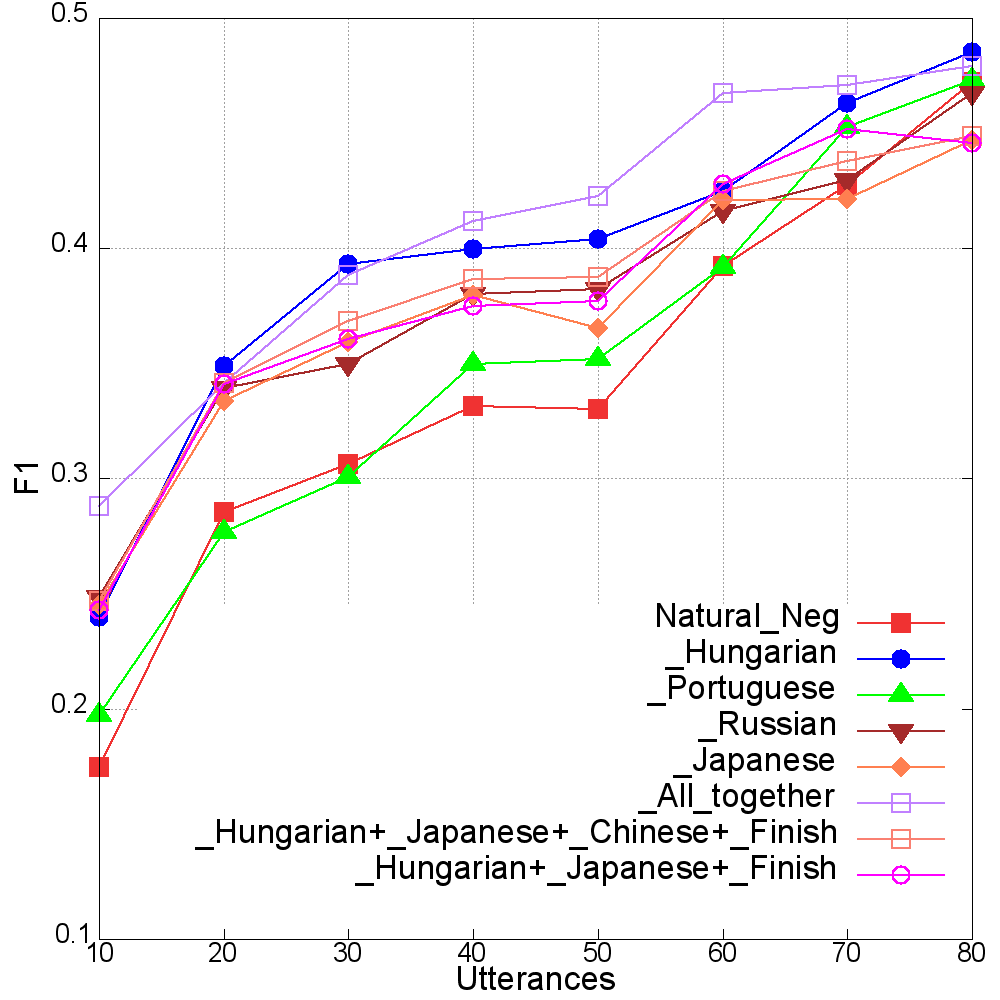 0.5
0.4
0.3
0.2
0.1
F1
10 20 30 40 50 60 70 80
Utterances
Natural_Neg
_Hungarian
_Portuguese
_Russian
_Japanese
_All_together
_Hungarian+_Japanese+_Chinese+_Finish
_Hungarian+_Japanese+_Finish